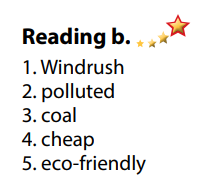 Reading b.
1. Windrush
2. polluted
3. coal
4. cheap
5. eco-friendly